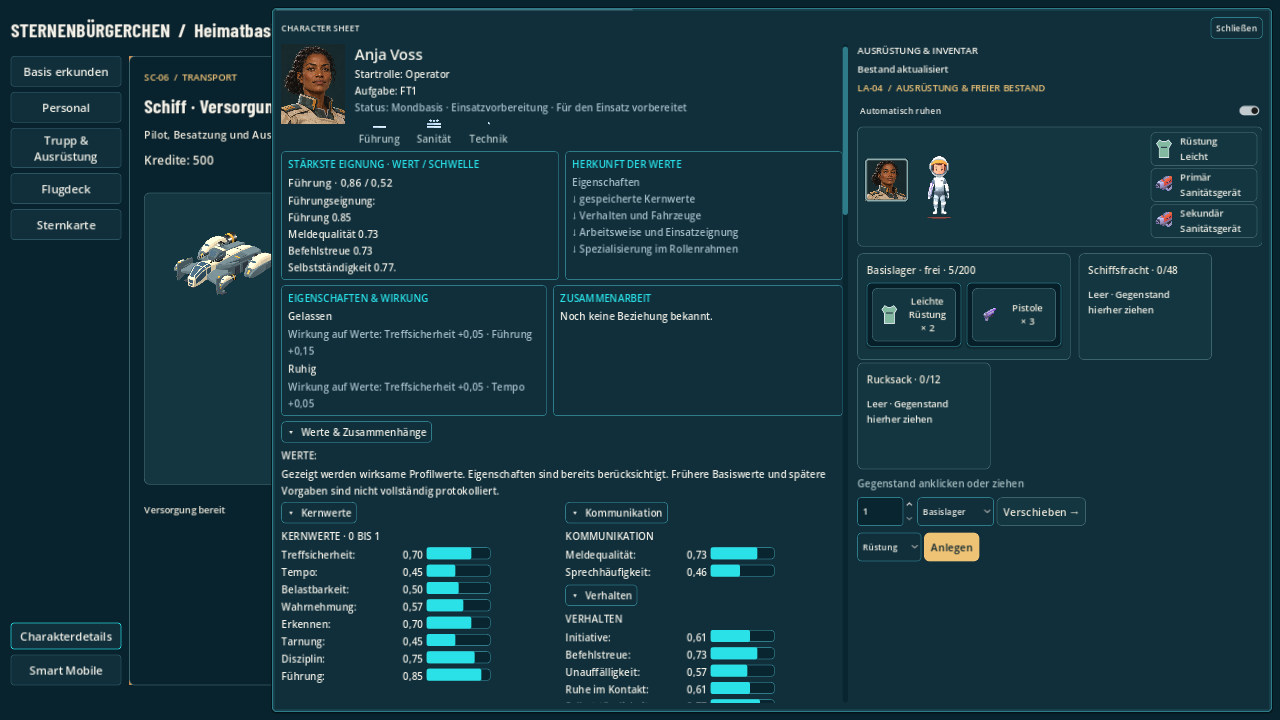 STERNENBÜRGERCHEN / Heimatbas
Basis erkunden
Personal
Trupp &
Ausrüstung
Flugdeck
Sternkarte
Charakterdetails
Smart Mobile
SC-06 / TRANSPORT
Schiff · Versorgun
Pilot, Besatzung und Aus
Kredite: 500
Versorgung bereit
CHARACTER SHEET
Schließen
Anja Voss
Startrolle: Operator
Aufgabe: FT1
Status: Mondbasis · Einsatzvorbereitung · Für den Einsatz vorbereitet
Führung Sanität Technik
STÄRKSTE EIGNUNG · WERT / SCHWELLE
Führung · 0,86 / 0,52
Führungseignung:
Führung 0.85
Meldequalität 0.73
Befehlstreue 0.73
Selbstständigkeit 0.77.
HERKUNFT DER WERTE
Eigenschaften
↓ gespeicherte Kernwerte
↓ Verhalten und Fahrzeuge
↓ Arbeitsweise und Einsatzeignung
↓ Spezialisierung im Rollenrahmen
EIGENSCHAFTEN & WIRKUNG
Gelassen
Wirkung auf Werte: Treffsicherheit +0,05 · Führung
+0,15
Ruhig
Wirkung auf Werte: Treffsicherheit +0,05 · Tempo
+0,05
ZUSAMMENARBEIT
Noch keine Beziehung bekannt.
Werte & Zusammenhänge
WERTE:
Gezeigt werden wirksame Profilwerte. Eigenschaften sind bereits berücksichtigt. Frühere Basiswerte und spätere
Vorgaben sind nicht vollständig protokolliert.
Kernwerte
KERNWERTE · 0 BIS 1
Treffsicherheit: 0,70
Tempo: 0,45
Belastbarkeit: 0,50
Wahrnehmung: 0,57
Erkennen: 0,70
Tarnung: 0,45
Disziplin: 0,75
Führung: 0,85
Kommunikation
KOMMUNIKATION
Meldequalität: 0,73
Sprechhäufigkeit: 0,46
Verhalten
VERHALTEN
Initiative: 0,61
Befehlstreue: 0,73
Unauffälligkeit: 0,57
Ruhe im Kontakt: 0,61
AUSRÜSTUNG & INVENTAR
Bestand aktualisiert
LA-04 / AUSRÜSTUNG & FREIER BESTAND
Automatisch ruhen
Rüstung
Leicht
Primär
Sanitätsgerät
Sekundär
Sanitätsgerät
Basislager · frei · 5/200
Leichte
Rüstung
× 2
Pistole
× 3
Schiffsfracht · 0/48
Leer · Gegenstand
hierher ziehen
Rucksack · 0/12
Leer · Gegenstand
hierher ziehen
Gegenstand anklicken oder ziehen
1 Basislager Verschieben →
Rüstung Anlegen